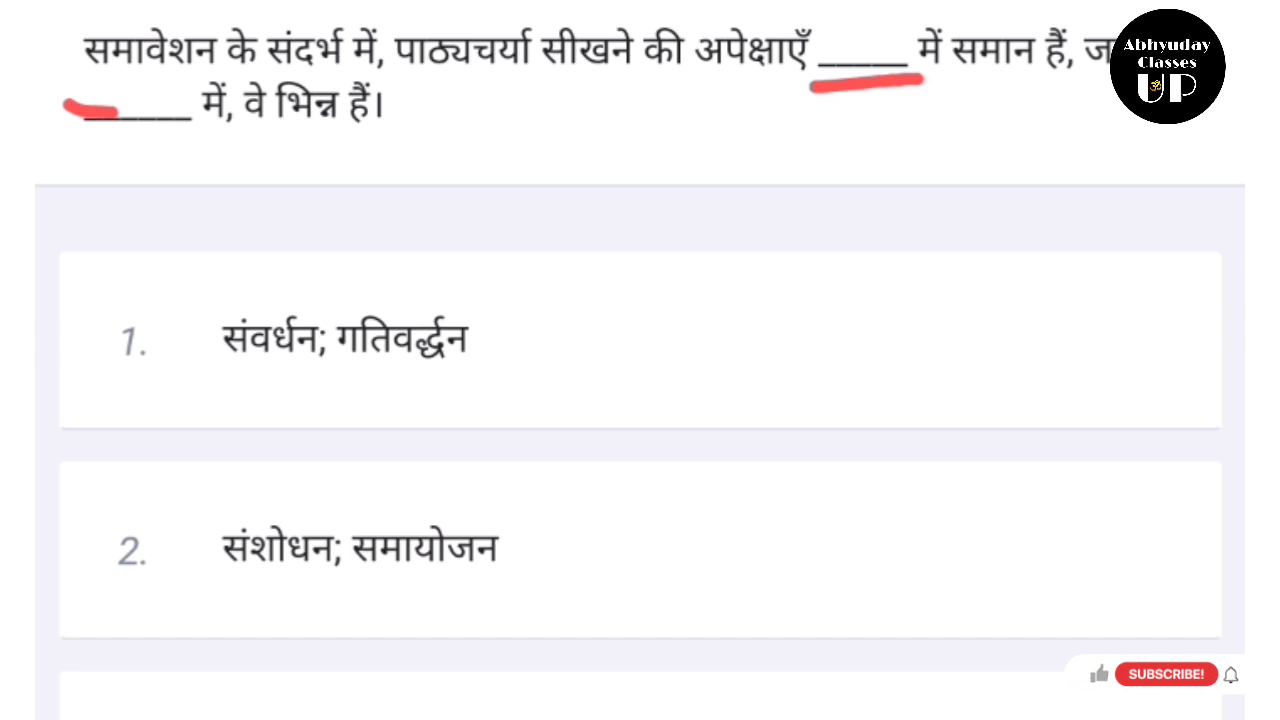 समावेशन के संदर्भ में, पाठ्यचर्या सीखने की अपेक्षाएँ _____ में समान हैं,
______ में, वे भिन्न हैं।
Abhyuday
Classes
UP
1. संवर्धन; गतिवर्द्धन
2. संशोधन; समायोजन
SUBSCRIBE!